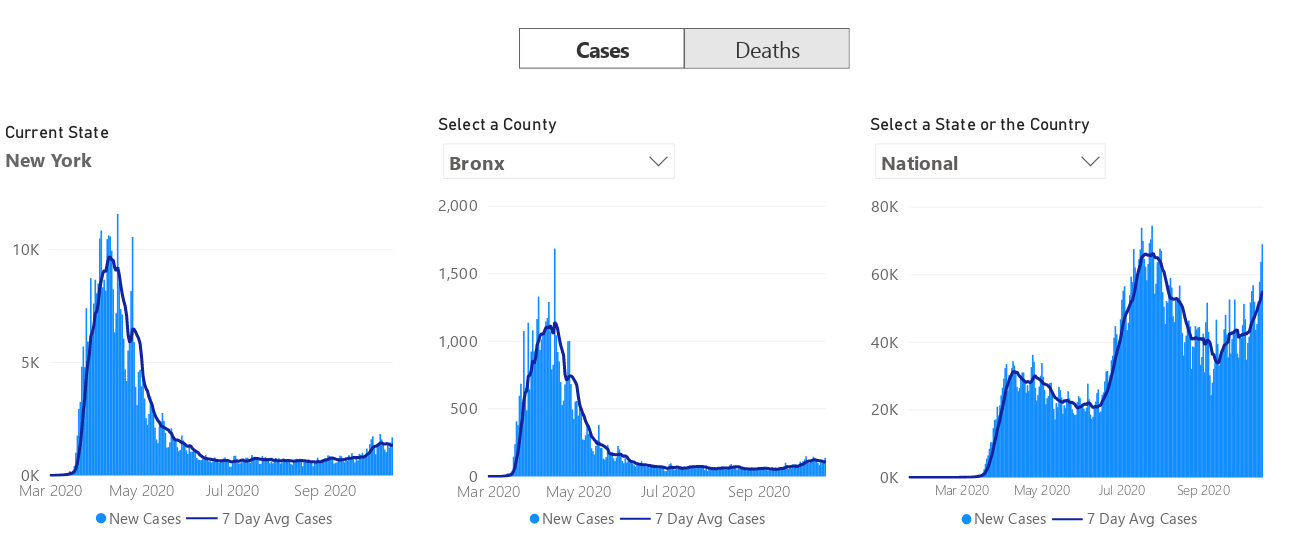 Cases Deaths
Current State
New York
Select a County
Bronx
Select a State or the Country
National
10K
5K
0K
Mar 2020 May 2020 Jul 2020 Sep 2020
New Cases 7 Day Avg Cases
2,000
1,500
1,000
500
0
Mar 2020 May 2020 Jul 2020 Sep 2020
New Cases 7 Day Avg Cases
80K
60K
40K
20K
0K
Mar 2020 May 2020 Jul 2020 Sep 2020
New Cases 7 Day Avg Cases